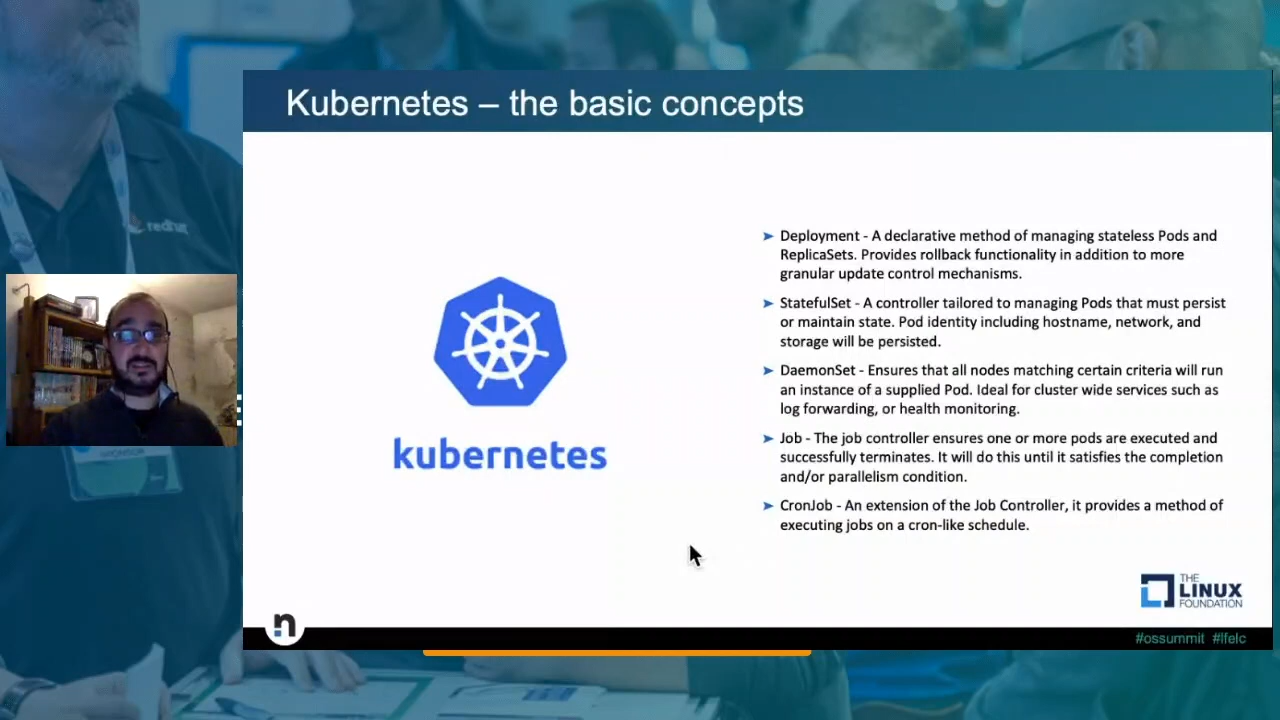 Kubernetes – the basic concepts
redhat
➤ Deployment - A declarative method of managing stateless Pods and
ReplicaSets. Provides rollback functionality in addition to more
granular update control mechanisms.
➤ StatefulSet - A controller tailored to managing Pods that must persist
or maintain state. Pod identity including hostname, network, and
storage will be persisted.
➤ DaemonSet - Ensures that all nodes matching certain criteria will run
an instance of a supplied Pod. Ideal for cluster wide services such as
log forwarding, or health monitoring.
➤ Job - The job controller ensures one or more pods are executed and
successfully terminates. It will do this until it satisfies the completion
and/or parallelism condition.
➤ CronJob - An extension of the Job Controller, it provides a method of
executing jobs on a cron-like schedule.
kubernetes
SPONSOR
THE
LINUX
FOUNDATION
n
#ossummit #lfelc